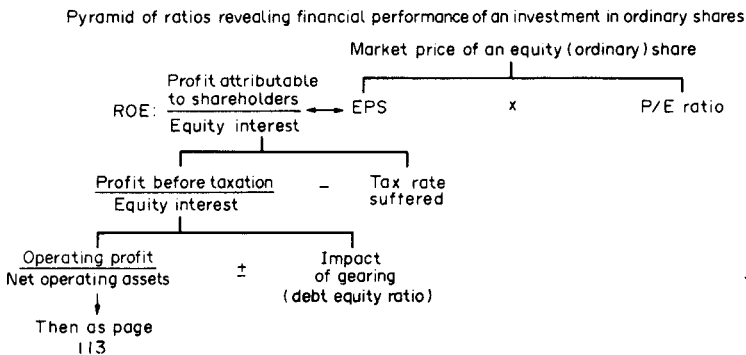 Pyramid of ratios revealing financial performance of an investment in ordinary shares
Market price of an equity (ordinary) share
Profit attributable
to shareholders
ROE: EPS x P/E ratio
Equity interest
Profit before taxation − Tax rate
Equity interest suffered
Operating profit Impact
± of gearing
Net operating assets (debt equity ratio)
Then as page
113